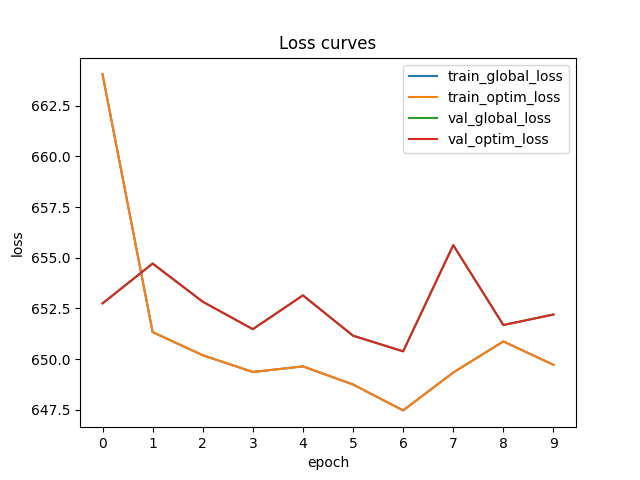 Loss curves
train_global_loss
train_optim_loss
val_global_loss
val_optim_loss
662.5
660.0
657.5
655.0
652.5
650.0
647.5
loss
0 1 2 3 4 5 6 7 8 9
epoch